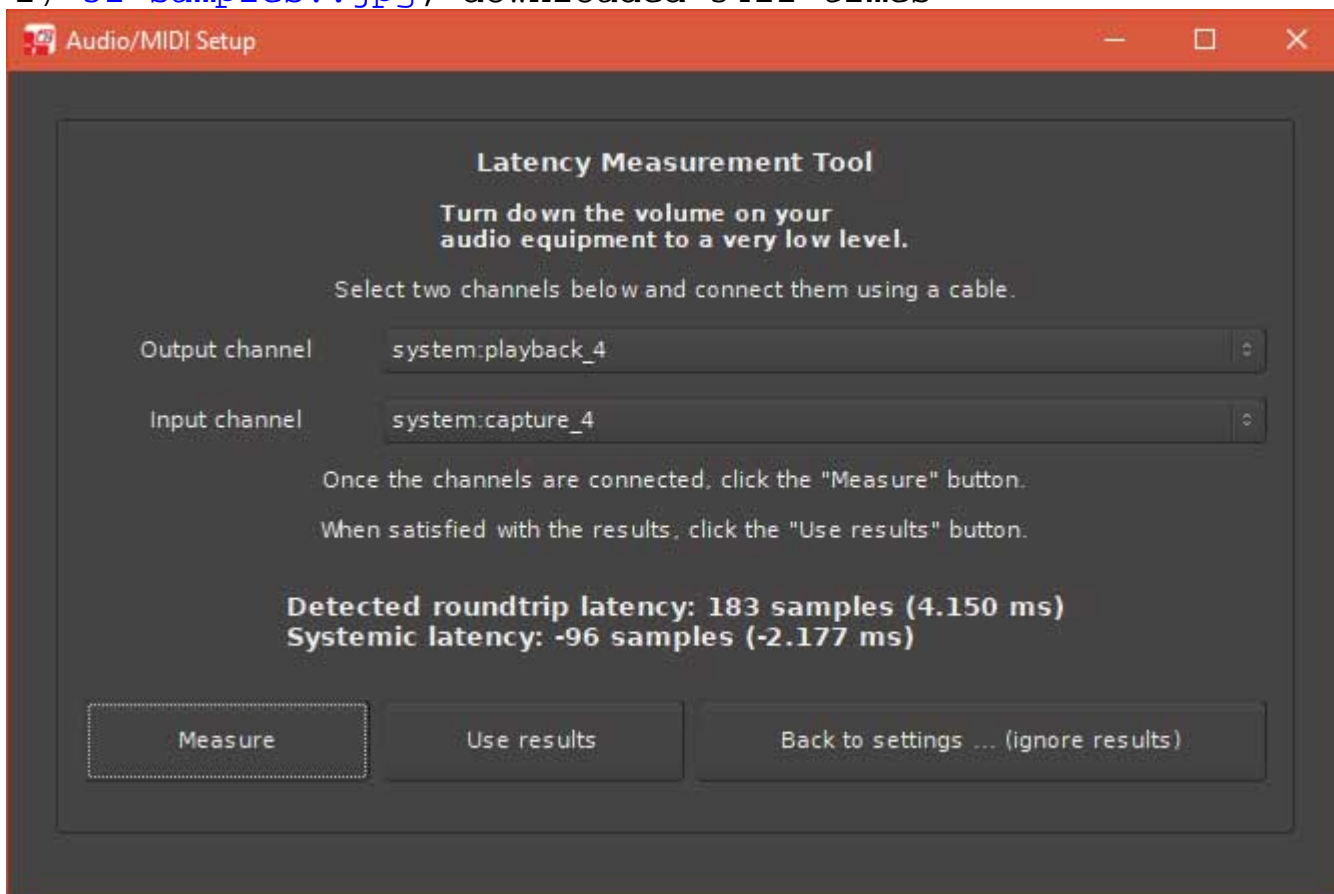 Audio/MIDI Setup
Latency Measurement Tool
Turn down the volume on your
audio equipment to a very low level.
Select two channels below and connect them using a cable.
Output channel system:playback_4
Input channel system:capture_4
Once the channels are connected, click the "Measure" button.
When satisfied with the results, click the "Use results" button.
Detected roundtrip latency: 183 samples (4.150 ms)
Systemic latency: -96 samples (-2.177 ms)
Measure Use results Back to settings ... (ignore results)